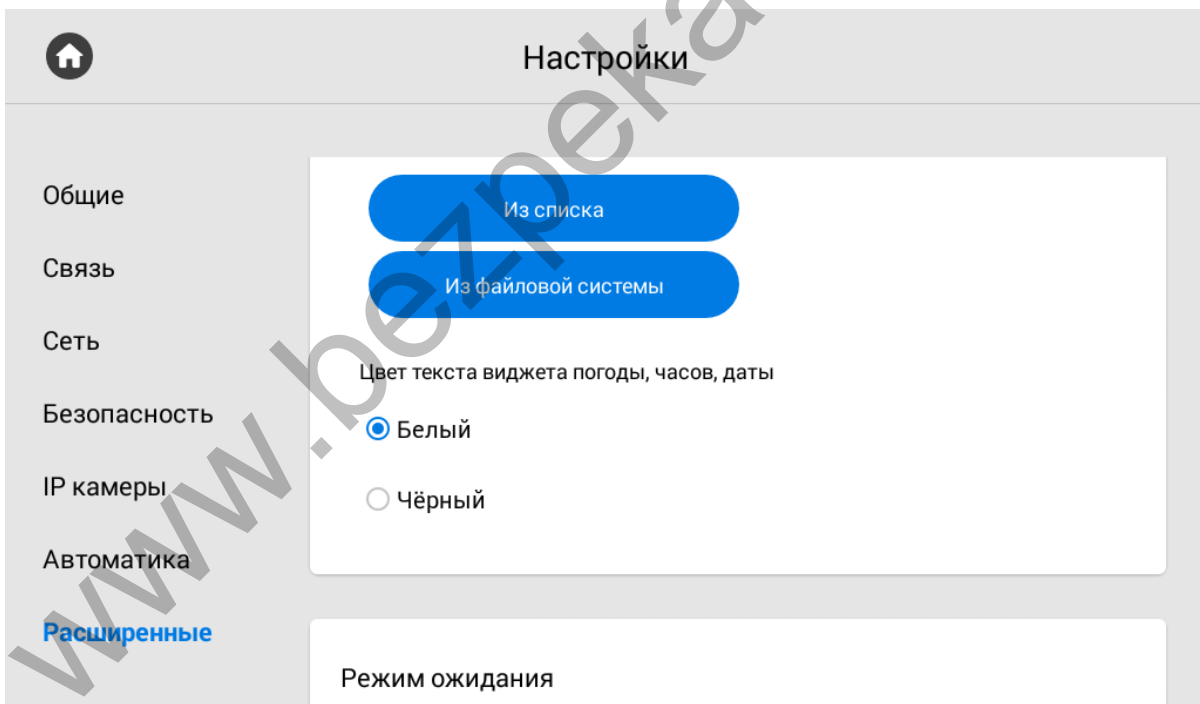 Настройки
Общие
Связь
Сеть
Безопасность
IP камеры
Автоматика
Расширенные
Из списка
Из файловой системы
Цвет текста виджета погоды, часов, даты
Белый
Чёрный
Режим ожидания
www.bezpeka